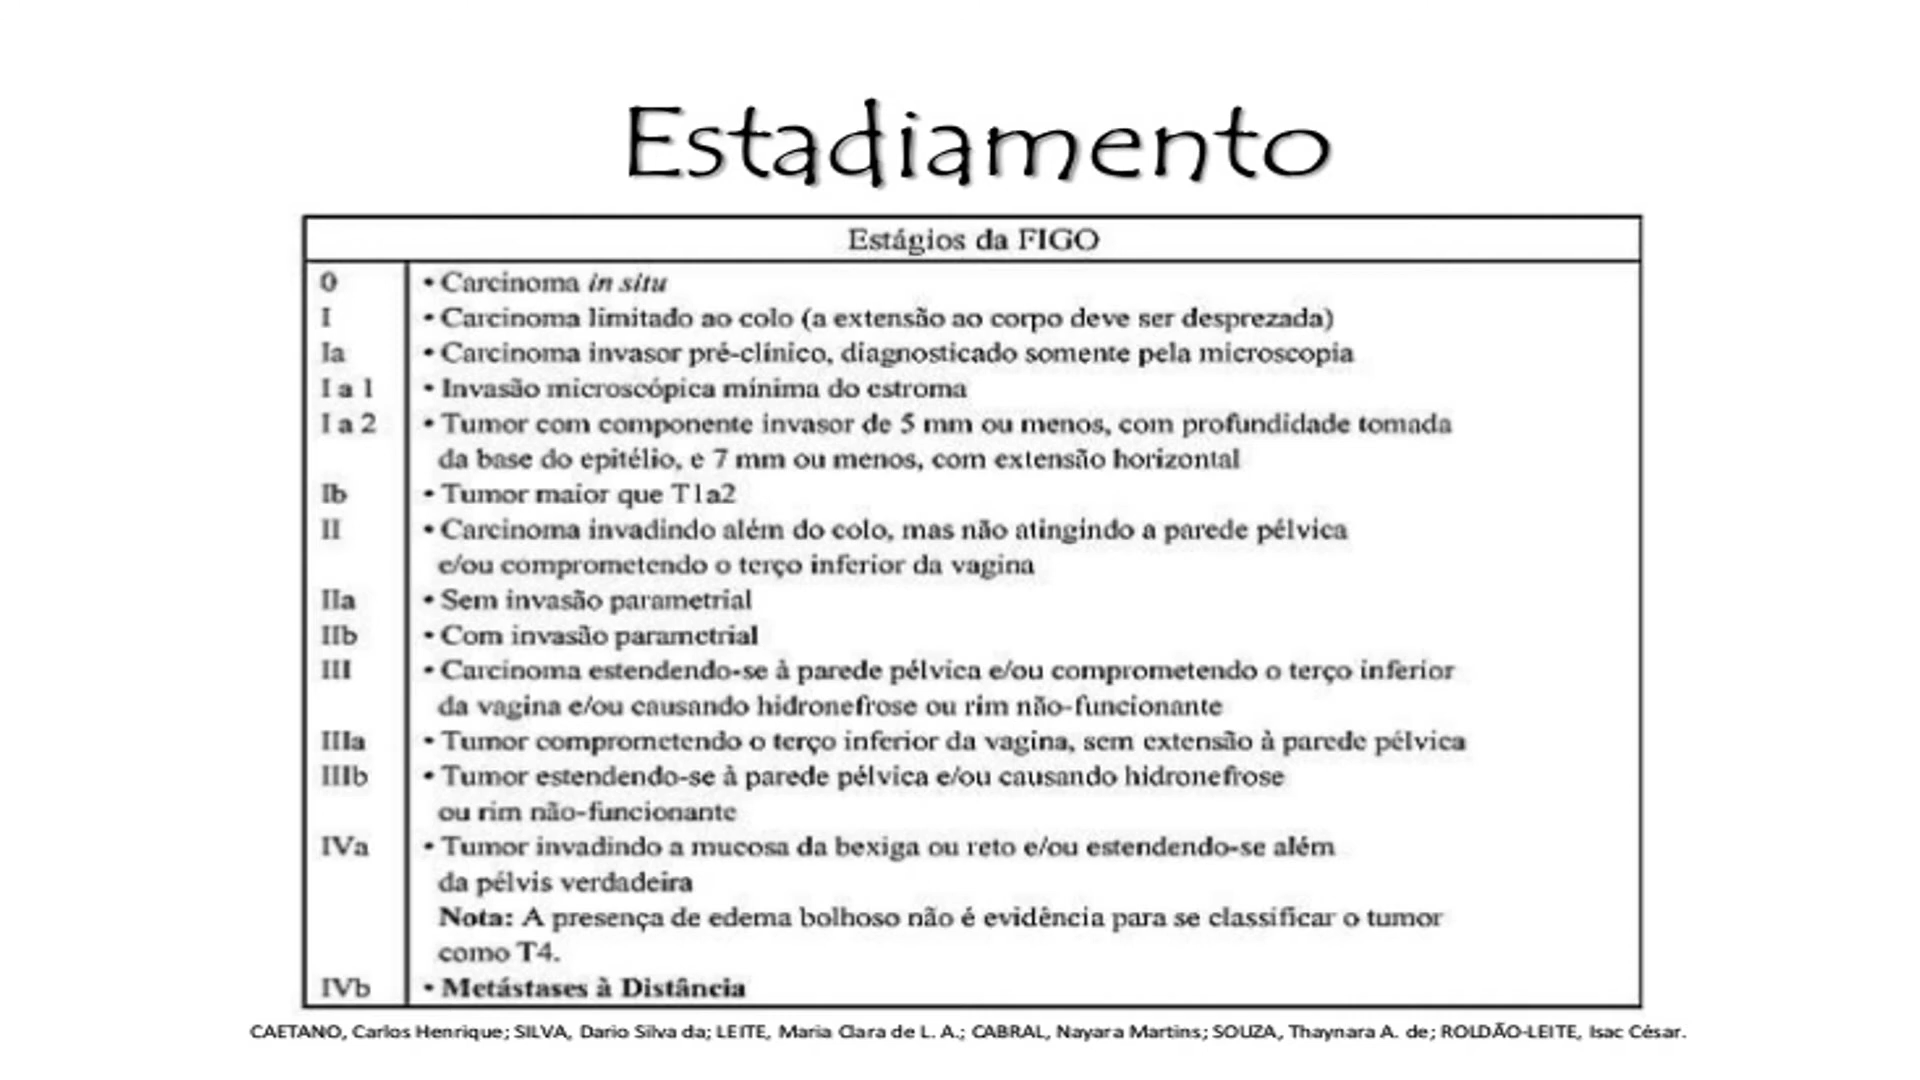 Estadiamento
Estágios da FIGO
0 • Carcinoma in situ
I • Carcinoma limitado ao colo (a extensão ao corpo deve ser desprezada)
Ia • Carcinoma invasor pré-clínico, diagnosticado somente pela microscopia
I a 1 • Invasão microscópica mínima do estroma
I a 2 • Tumor com componente invasor de 5 mm ou menos, com profundidade tomada
da base do epitélio, e 7 mm ou menos, com extensão horizontal
Ib • Tumor maior que T1a2
II • Carcinoma invadindo além do colo, mas não atingindo a parede pélvica
e/ou comprometendo o terço inferior da vagina
IIa • Sem invasão parametrial
IIb • Com invasão parametrial
III • Carcinoma estendendo-se à parede pélvica e/ou comprometendo o terço inferior
da vagina e/ou causando hidronefrose ou rim não-funcionante
IIIa • Tumor comprometendo o terço inferior da vagina, sem extensão à parede pélvica
IIIb • Tumor estendendo-se à parede pélvica e/ou causando hidronefrose
ou rim não-funcionante
IVa • Tumor invadindo a mucosa da bexiga ou reto e/ou estendendo-se além
da pélvis verdadeira
Nota: A presença de edema bolhoso não é evidência para se classificar o tumor
como T4.
IVb • Metástases à Distância
CAETANO, Carlos Henrique; SILVA, Dario Silva da; LEITE, Maria Clara de L. A.; CABRAL, Nayara Martins; SOUZA, Thaynara A. de; ROLDÃO-LEITE, Isac César.